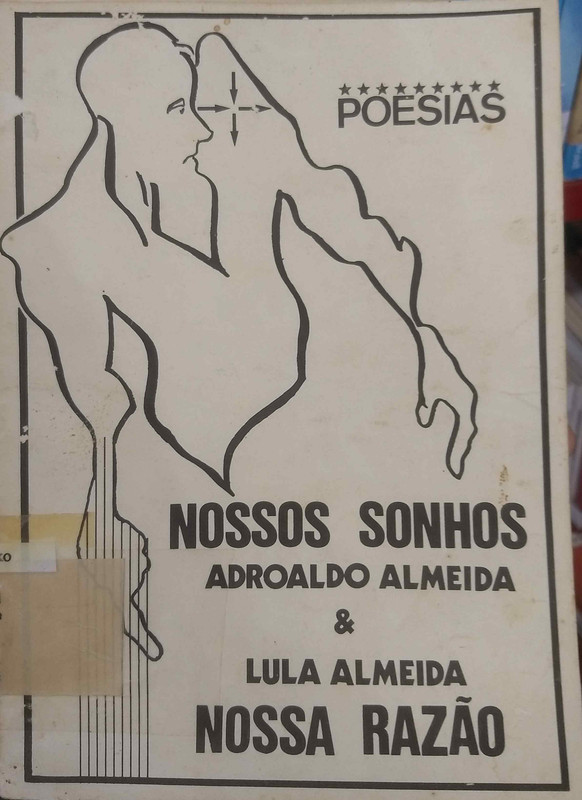 POESIAS
NOSSOS SONHOS
ADROALDO ALMEIDA
&
LULA ALMEIDA
NOSSA RAZÃO